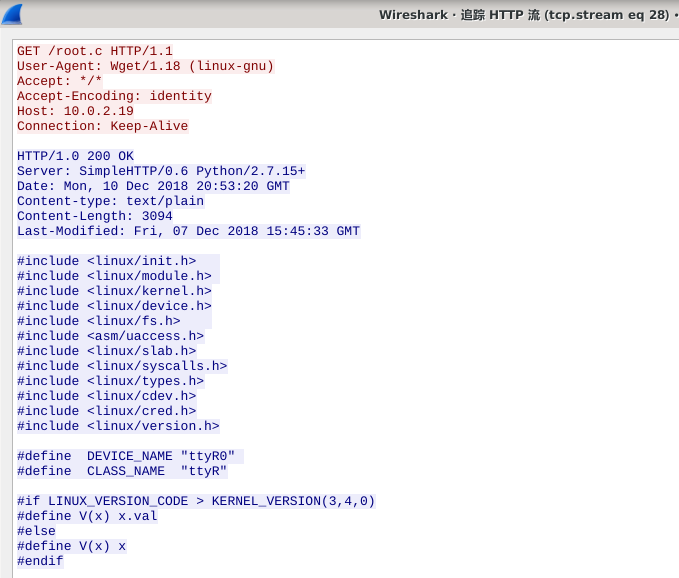 Wireshark · 追踪 HTTP 流 (tcp.stream eq 28) ·
GET /root.c HTTP/1.1
User-Agent: Wget/1.18 (linux-gnu)
Accept: */*
Accept-Encoding: identity
Host: 10.0.2.19
Connection: Keep-Alive
HTTP/1.0 200 OK
Server: SimpleHTTP/0.6 Python/2.7.15+
Date: Mon, 10 Dec 2018 20:53:20 GMT
Content-type: text/plain
Content-Length: 3094
Last-Modified: Fri, 07 Dec 2018 15:45:33 GMT
#include <linux/init.h>
#include <linux/module.h>
#include <linux/kernel.h>
#include <linux/device.h>
#include <linux/fs.h>
#include <asm/uaccess.h>
#include <linux/slab.h>
#include <linux/syscalls.h>
#include <linux/types.h>
#include <linux/cdev.h>
#include <linux/cred.h>
#include <linux/version.h>
#define  DEVICE_NAME "ttyR0"
#define  CLASS_NAME  "ttyR"
#if LINUX_VERSION_CODE > KERNEL_VERSION(3,4,0)
#define V(x) x.val
#else
#define V(x) x
#endif